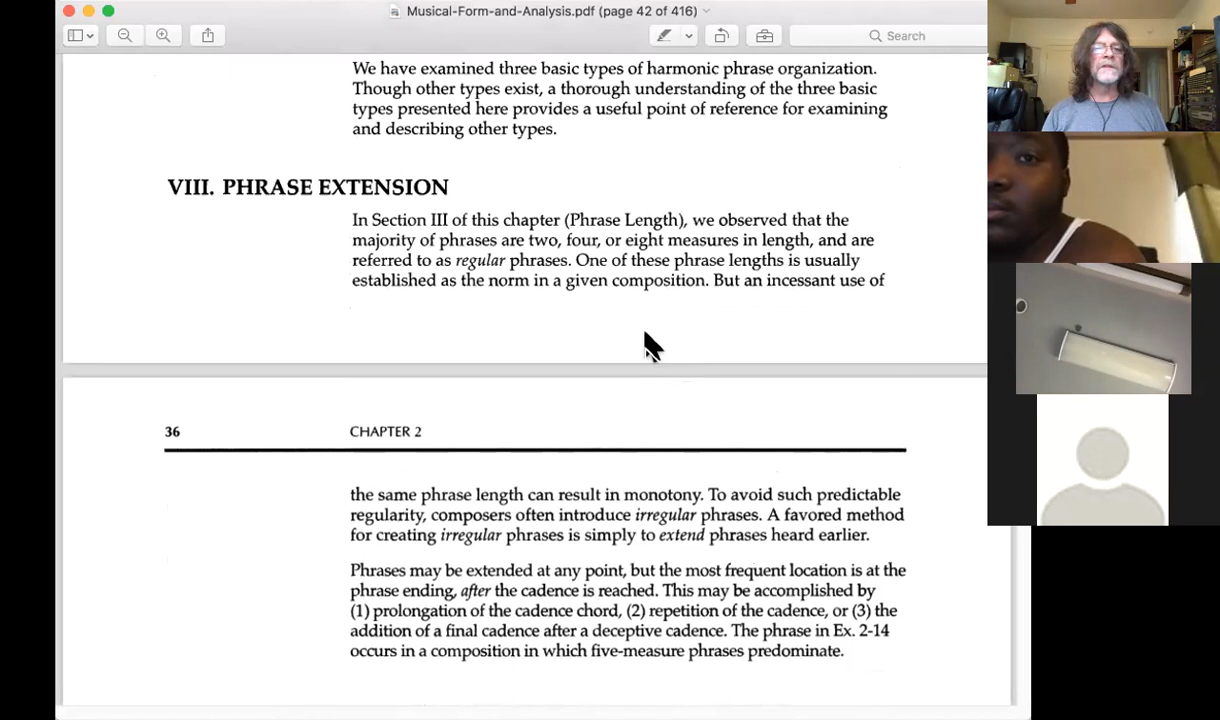 Musical-Form-and-Analysis.pdf (page 42 of 416)
Search
We have examined three basic types of harmonic phrase organization.
Though other types exist, a thorough understanding of the three basic
types presented here provides a useful point of reference for examining
and describing other types.
VIII. PHRASE EXTENSION
In Section III of this chapter (Phrase Length), we observed that the
majority of phrases are two, four, or eight measures in length, and are
referred to as regular phrases. One of these phrase lengths is usually
established as the norm in a given composition. But an incessant use of
36 CHAPTER 2
the same phrase length can result in monotony. To avoid such predictable
regularity, composers often introduce irregular phrases. A favored method
for creating irregular phrases is simply to extend phrases heard earlier.
Phrases may be extended at any point, but the most frequent location is at the
phrase ending, after the cadence is reached. This may be accomplished by
(1) prolongation of the cadence chord, (2) repetition of the cadence, or (3) the
addition of a final cadence after a deceptive cadence. The phrase in Ex. 2-14
occurs in a composition in which five-measure phrases predominate.